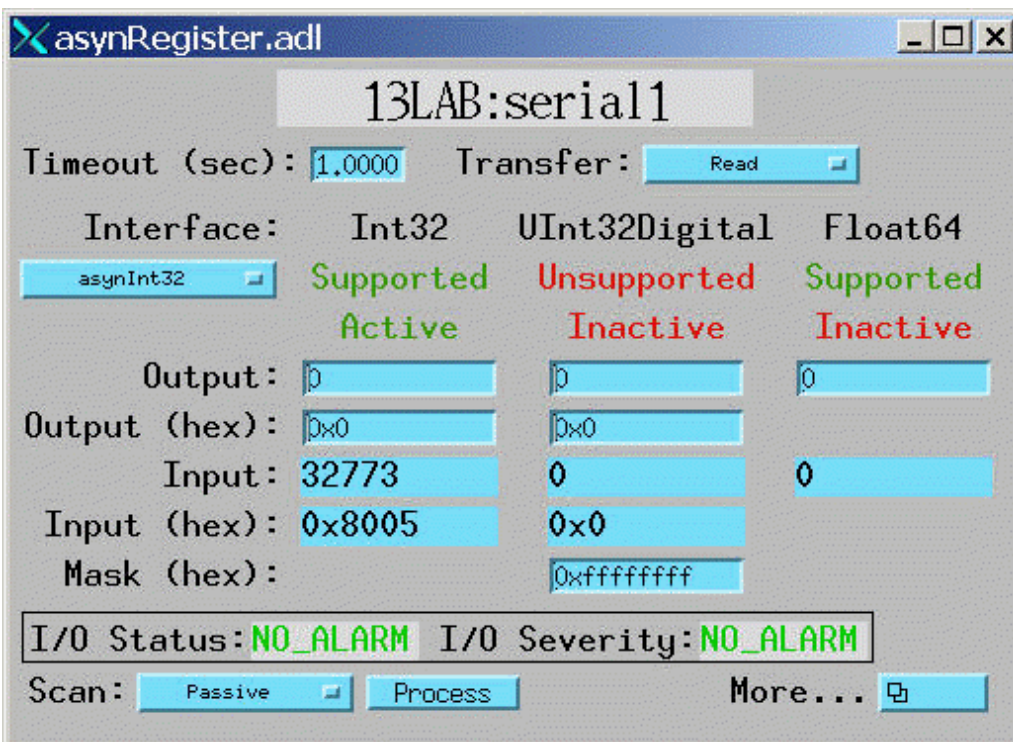 asynRegister.adl
13LAB:serial1
Timeout (sec): 1.0000 Transfer: Read
Interface: Int32 UInt32Digital Float64
asynInt32 Supported Unsupported Supported
Active Inactive Inactive
Output: 0 0 0
Output (hex): 0x0 0x0
Input: 32773 0 0
Input (hex): 0x8005 0x0
Mask (hex): 0xffffffff
I/O Status: NO_ALARM I/O Severity: NO_ALARM
Scan: Passive Process More...